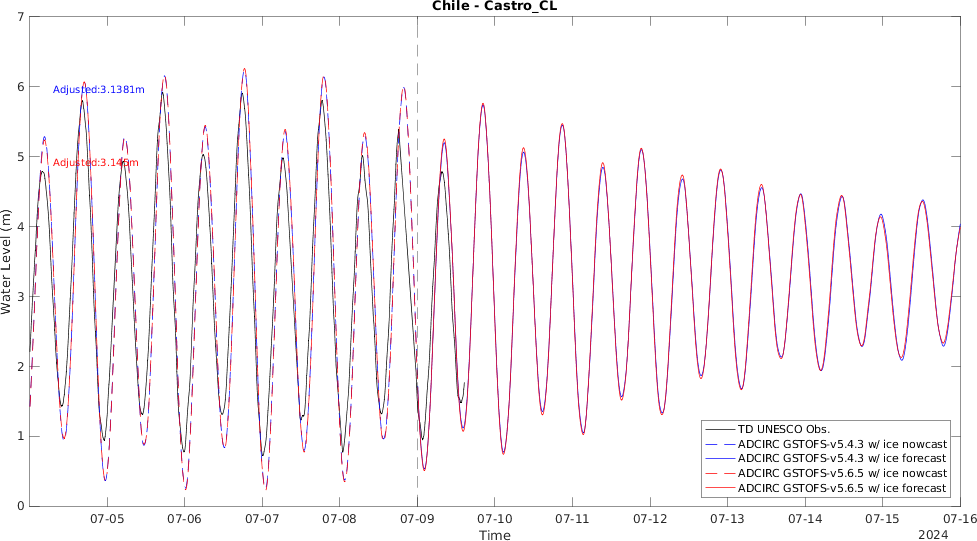 Chile - Castro_CL
7
6
5
4
3
2
1
0
Water Level (m)
Adjusted:3.1381m
Adjusted:3.145m
TD UNESCO Obs.
ADCIRC GSTOFS-v5.4.3 w/ ice nowcast
ADCIRC GSTOFS-v5.4.3 w/ ice forecast
ADCIRC GSTOFS-v5.6.5 w/ ice nowcast
ADCIRC GSTOFS-v5.6.5 w/ ice forecast
07-05 07-06 07-07 07-08 07-09 07-10 07-11 07-12 07-13 07-14 07-15 07-16
Time
2024